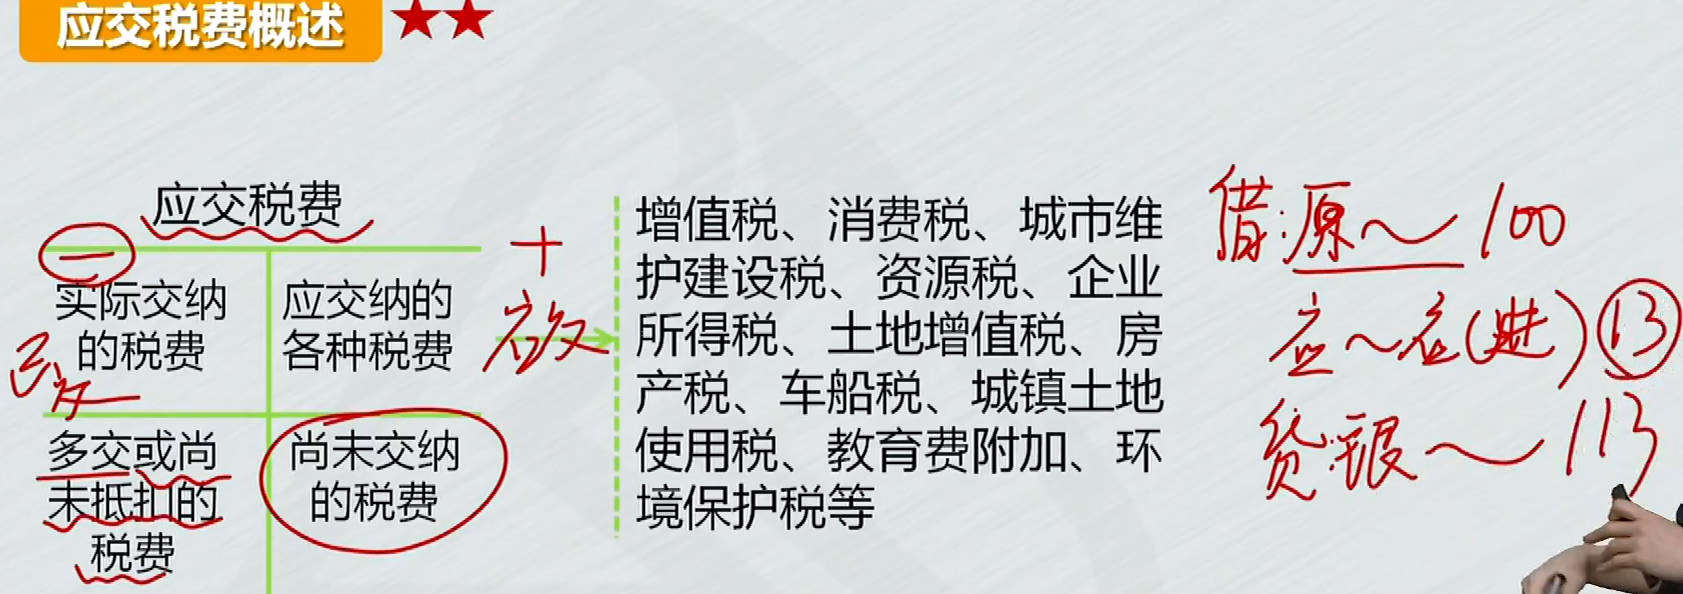 应交税费概述
应交税费
实际交纳
的税费
应交纳的
各种税费
多交或尚
未抵扣的
税费
尚未交纳
的税费
一
已交
+
应交
增值税、消费税、城市维
护建设税、资源税、企业
所得税、土地增值税、房
产税、车船税、城镇土地
使用税、教育费附加、环
境保护税等
借:原～100
应～应(进)13
贷:银～113